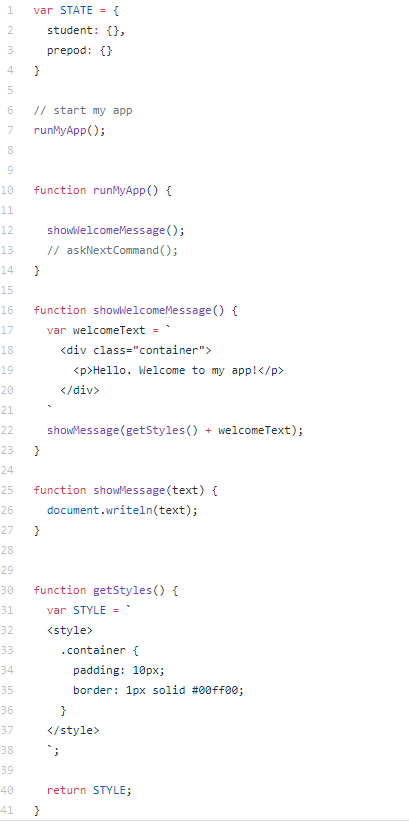 1 var STATE = {
2   student: {},
3   prepod: {}
4 }
5
6 // start my app
7 runMyApp();
8
9
10 function runMyApp() {
11
12   showWelcomeMessage();
13   // askNextCommand();
14 }
15
16 function showWelcomeMessage() {
17   var welcomeText = `
18     <div class="container">
19       <p>Hello. Welcome to my app!</p>
20     </div>
21   `
22   showMessage(getStyles() + welcomeText);
23 }
24
25 function showMessage(text) {
26   document.writeln(text);
27 }
28
29
30 function getStyles() {
31   var STYLE = `
32   <style>
33     .container {
34       padding: 10px;
35       border: 1px solid #00ff00;
36     }
37   </style>
38   `;
39
40   return STYLE;
41 }